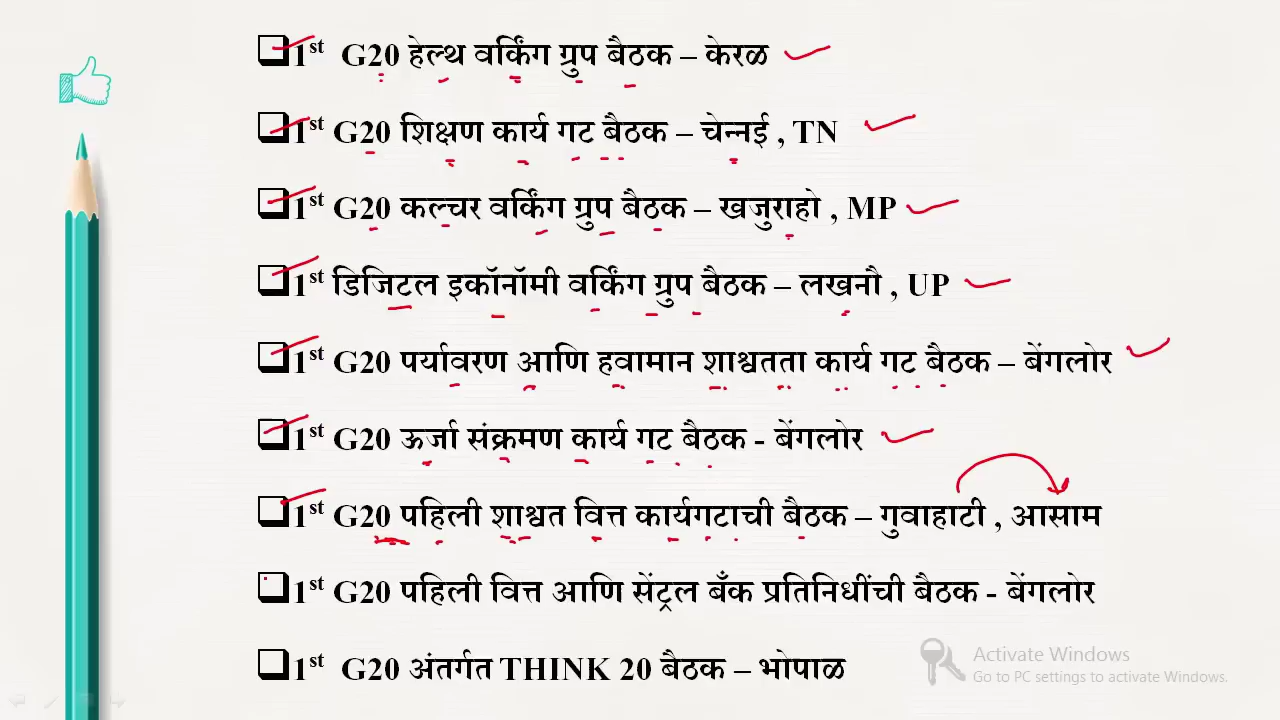 1st G20 हेल्थ वर्किंग ग्रुप बैठक – केरळ
1st G20 शिक्षण कार्य गट बैठक – चेन्नई , TN
1st G20 कल्चर वर्किंग ग्रुप बैठक – खजुराहो , MP
1st डिजिटल इकॉनॉमी वर्किंग ग्रुप बैठक – लखनौ , UP
1st G20 पर्यावरण आणि हवामान शाश्वतता कार्य गट बैठक – बेंगलोर
1st G20 ऊर्जा संक्रमण कार्य गट बैठक - बेंगलोर
1st G20 पहिली शाश्वत वित्त कार्यगटाची बैठक – गुवाहाटी , आसाम
1st G20 पहिली वित्त आणि सेंट्रल बँक प्रतिनिधींची बैठक - बेंगलोर
1st G20 अंतर्गत THINK 20 बैठक – भोपाळ
Activate Windows
Go to PC settings to activate Windows.